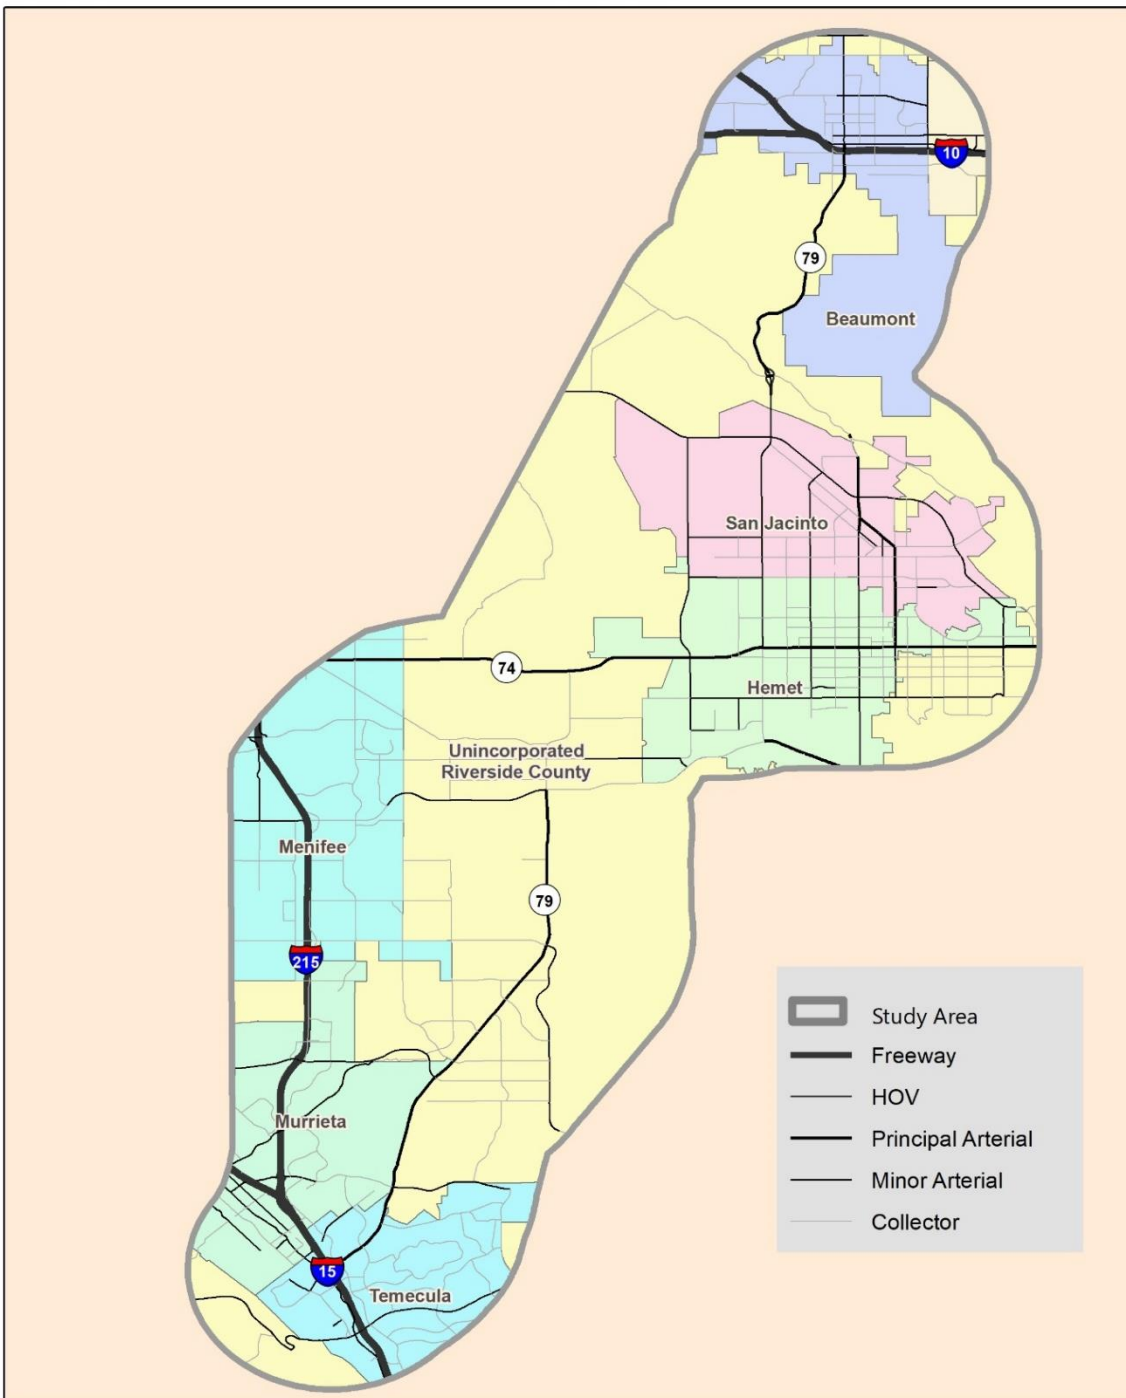 10
79
Beaumont
San Jacinto
74
Hemet
Unincorporated
Riverside County
Menifee
79
215
Murrieta
15
Temecula
Study Area
Freeway
HOV
Principal Arterial
Minor Arterial
Collector